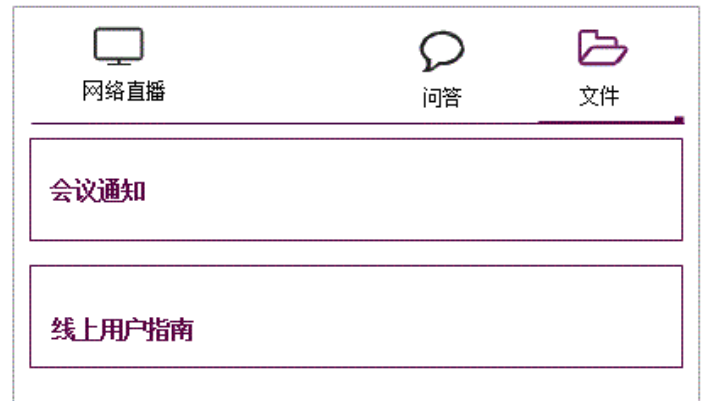 网络直播
问答
文件
会议通知
线上用户指南